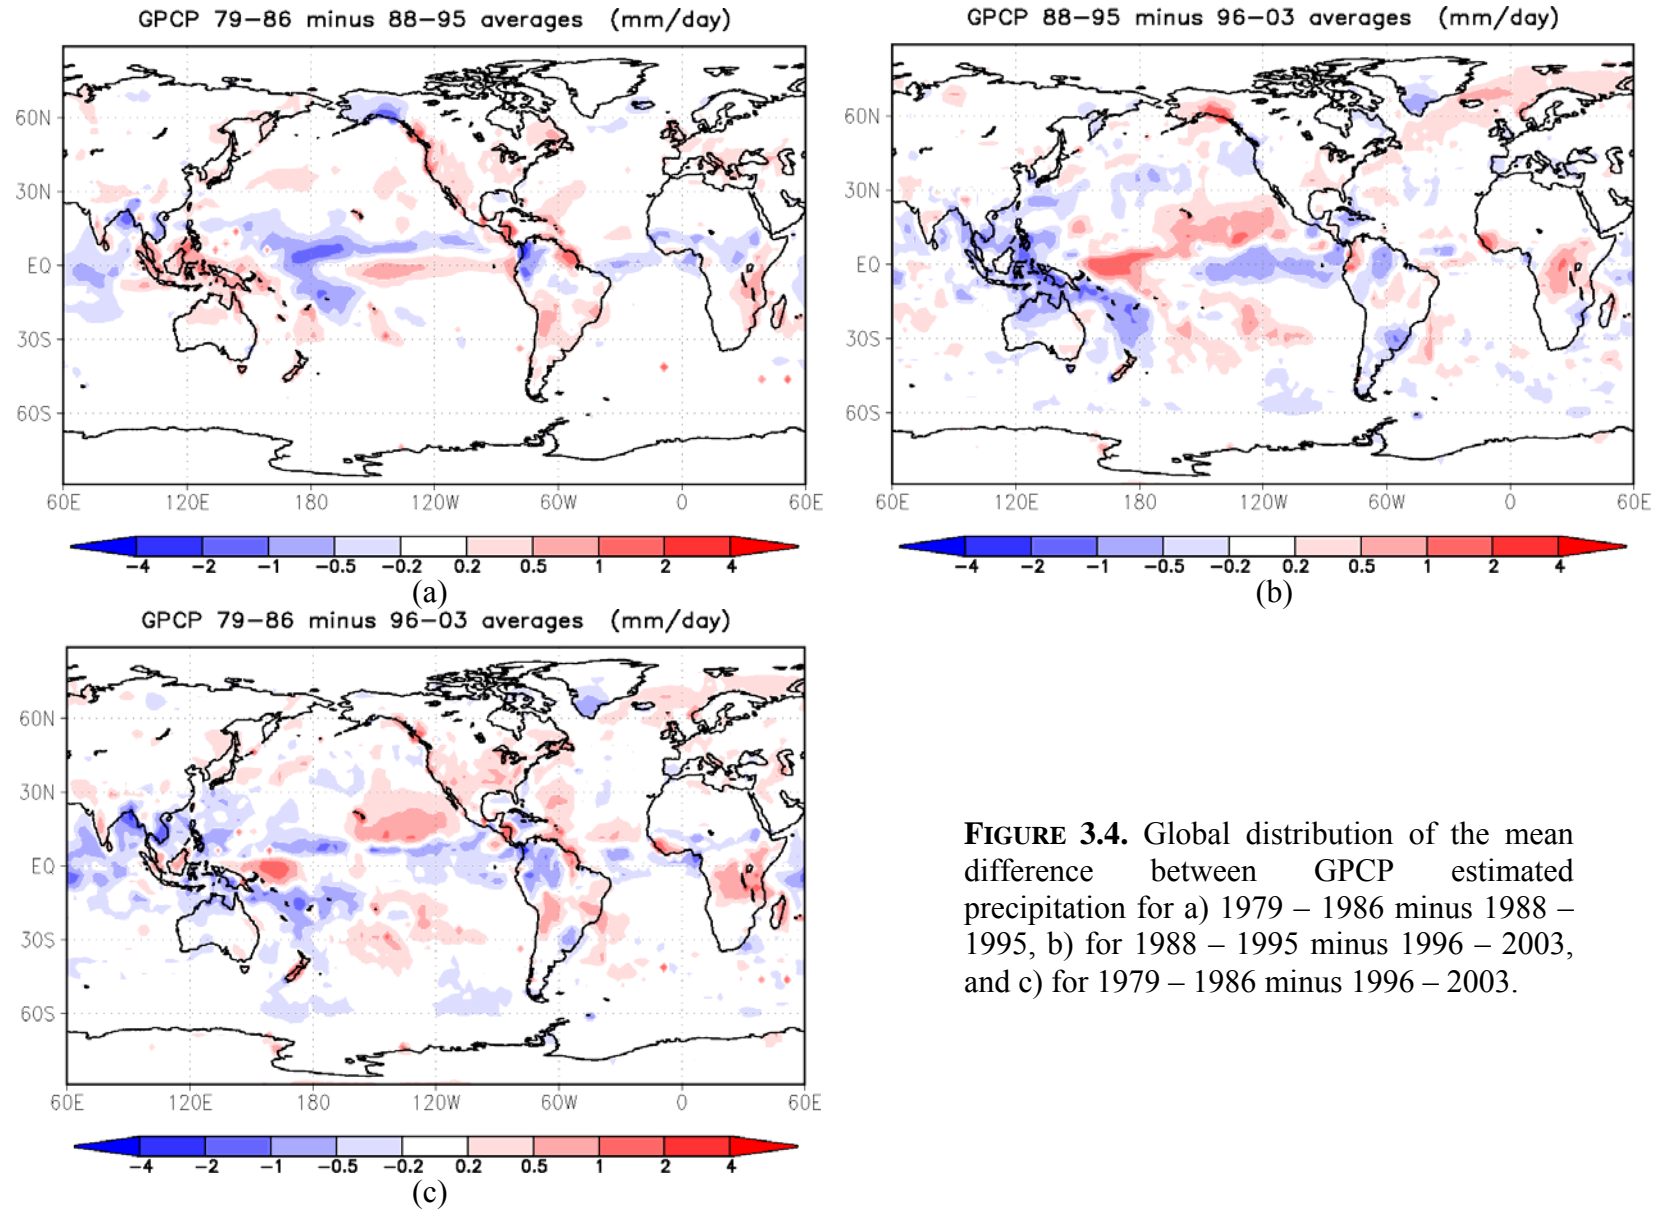 GPCP 79-86 minus 88-95 averages (mm/day)
60N
30N
EQ
30S
60S
60E 120E 180 120W 60W 0 60E
-4 -2 -1 -0.5 -0.2 0.2 0.5 1 2 4
(a)
GPCP 88-95 minus 96-03 averages (mm/day)
60N
30N
EQ
30S
60S
60E 120E 180 120W 60W 0 60E
-4 -2 -1 -0.5 -0.2 0.2 0.5 1 2 4
(b)
GPCP 79-86 minus 96-03 averages (mm/day)
60N
30N
EQ
30S
60S
60E 120E 180 120W 60W 0 60E
-4 -2 -1 -0.5 -0.2 0.2 0.5 1 2 4
(c)
FIGURE 3.4. Global distribution of the mean
difference between GPCP estimated
precipitation for a) 1979 – 1986 minus 1988 –
1995, b) for 1988 – 1995 minus 1996 – 2003,
and c) for 1979 – 1986 minus 1996 – 2003.